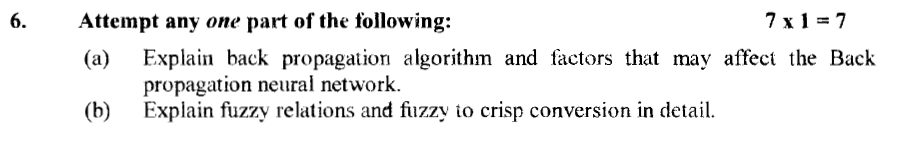 6. Attempt any one part of the following: 7 x 1 = 7
(a) Explain back propagation algorithm and factors that may affect the Back
propagation neural network.
(b) Explain fuzzy relations and fuzzy to crisp conversion in detail.